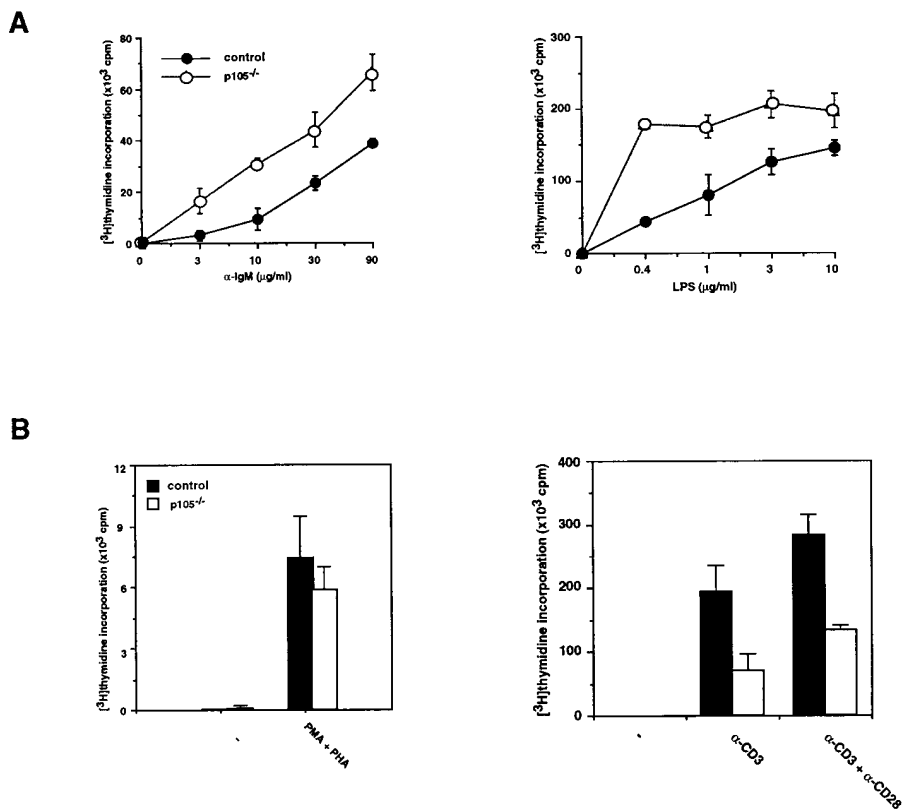 A
[³H]thymidine incorporation (x10³ cpm)
80
60
40
20
0
control
p105⁻/⁻
0 3 10 30 90
α-IgM (µg/ml)
[³H]thymidine incorporation (x10³ cpm)
300
200
100
0
0 0.4 1 3 10
LPS (µg/ml)
B
[³H]thymidine incorporation (x10³ cpm)
12
9
6
3
0
control
p105⁻/⁻
-
PMA + PHA
[³H]thymidine incorporation (x10³ cpm)
400
300
200
100
0
-
α-CD3
α-CD3 + α-CD28